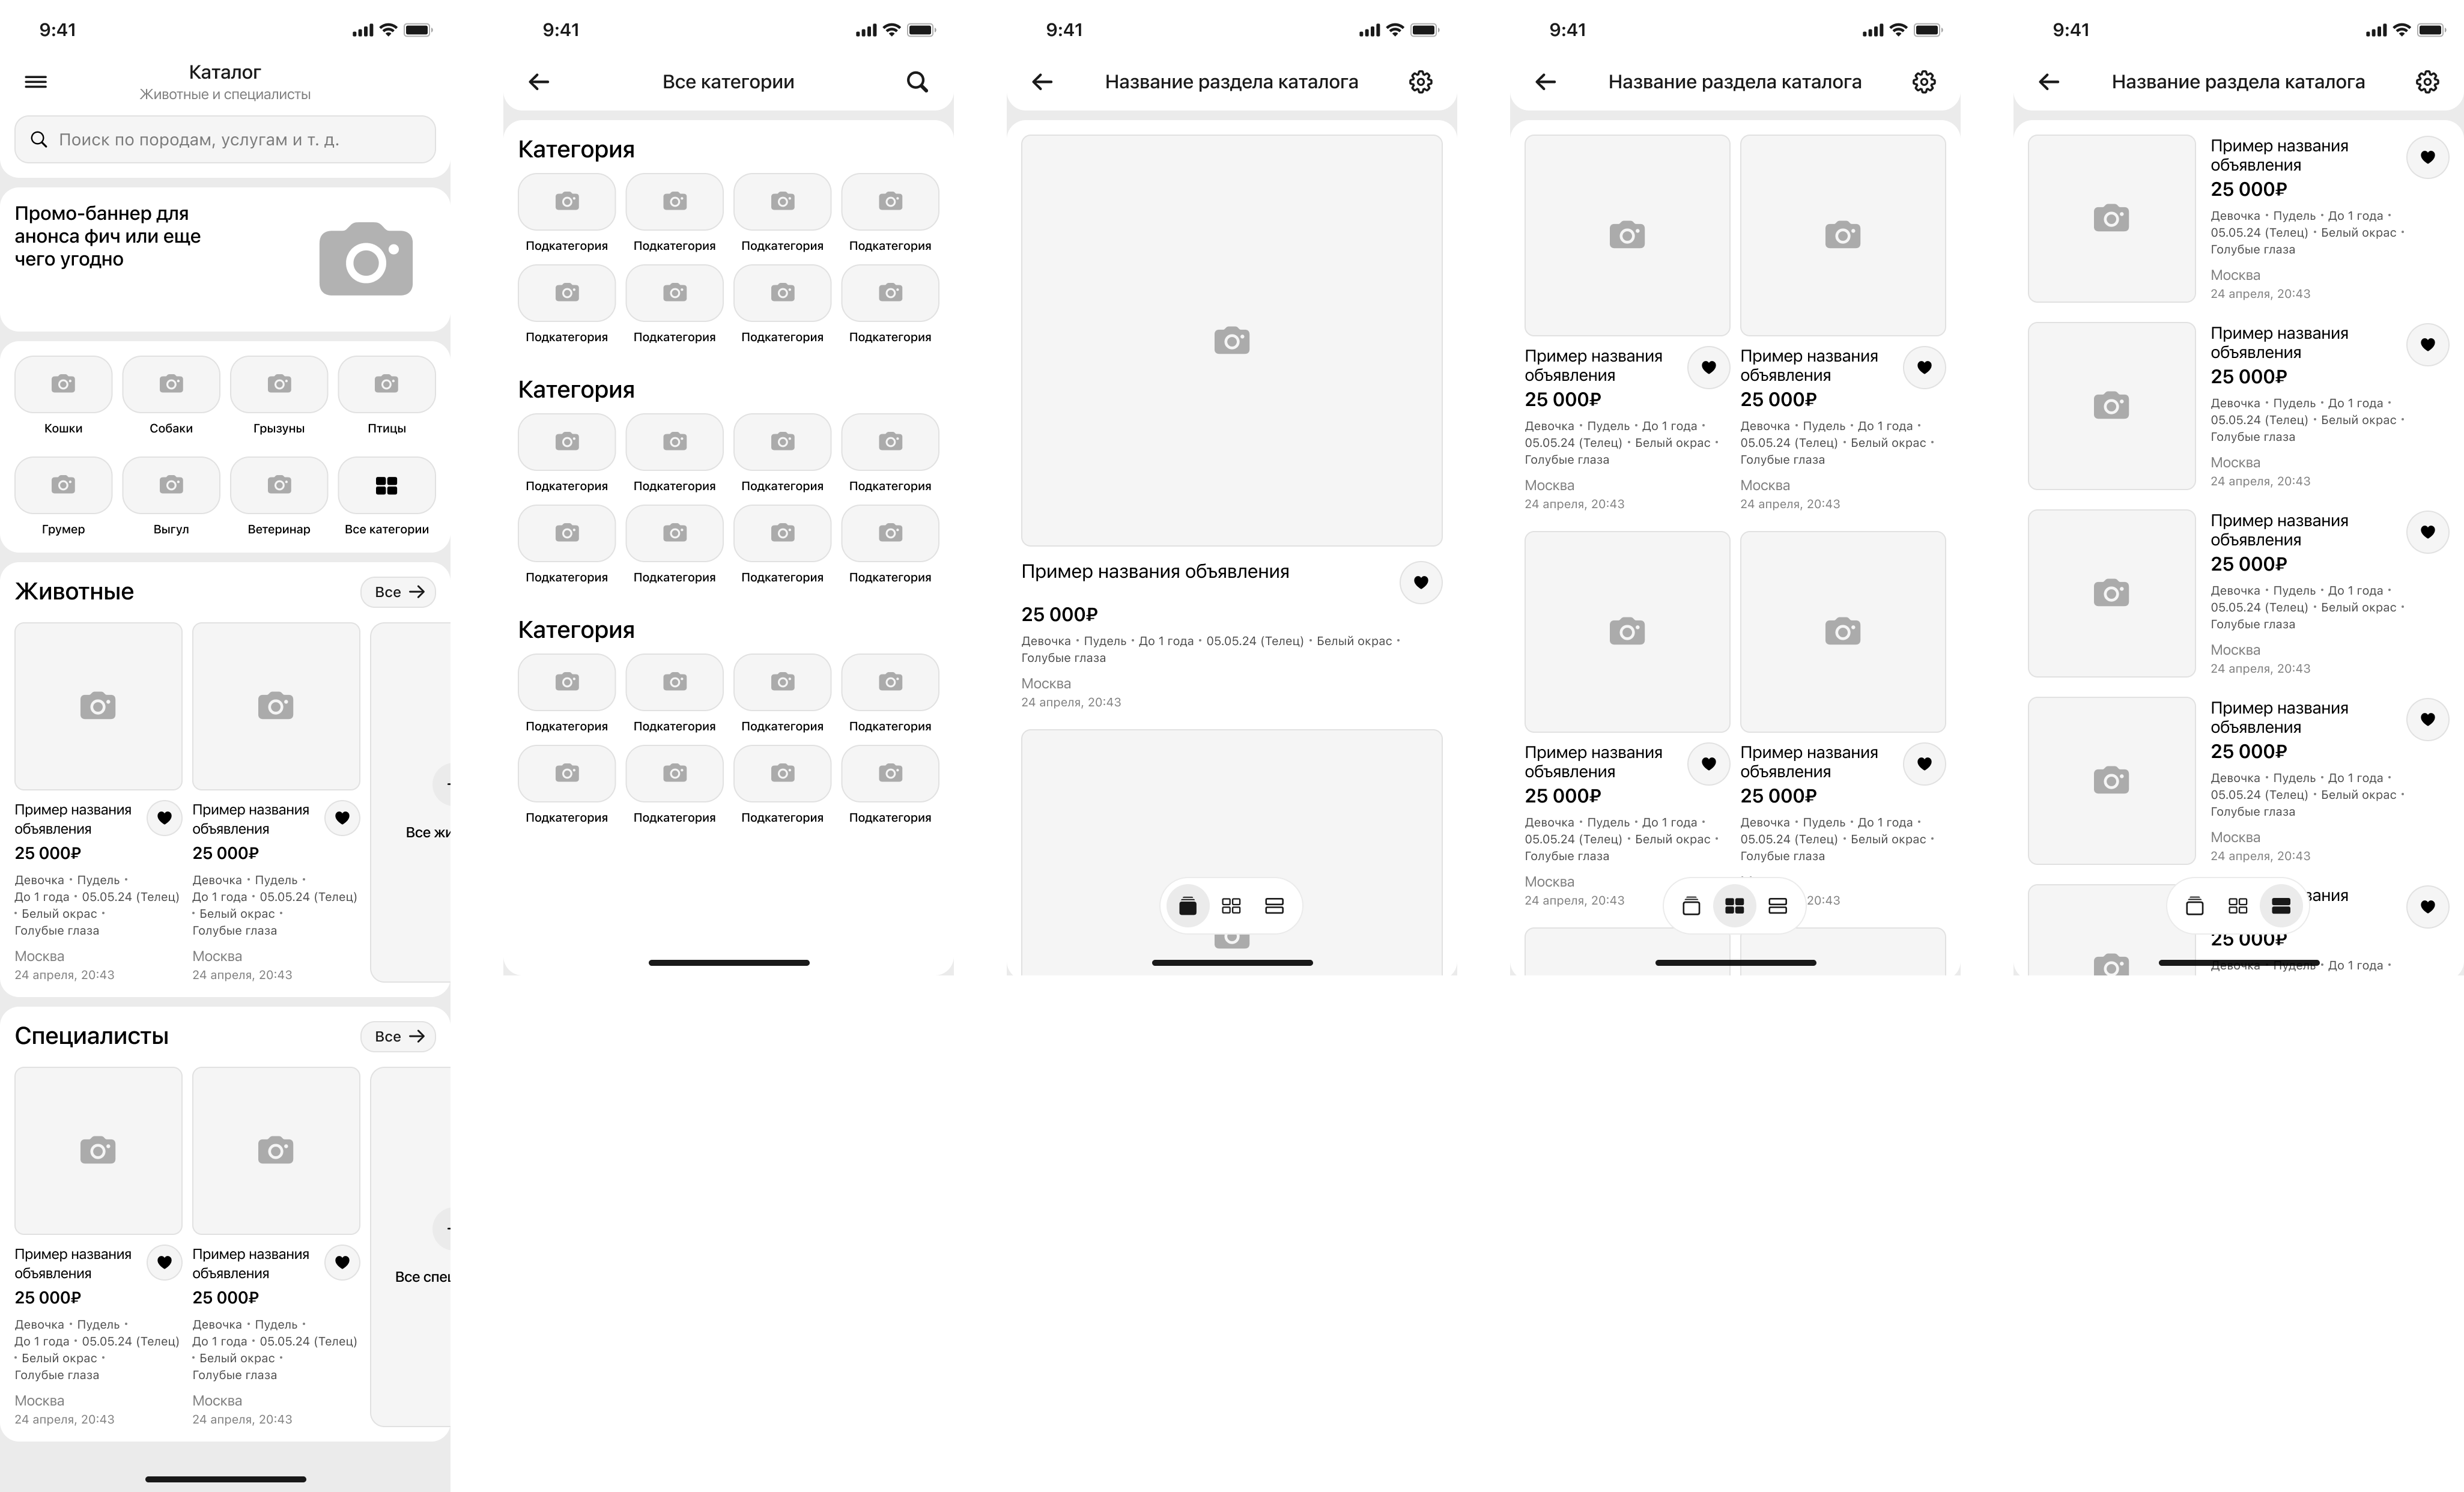 9:41
Каталог
Животные и специалисты
Поиск по породам, услугам и т. д.
Промо-баннер для
анонса фич или еще
чего угодно
Кошки
Собаки
Грызуны
Птицы
Грумер
Выгул
Ветеринар
Все категории
Животные
Все
Пример названия
объявления
25 000₽
Девочка • Пудель •
До 1 года • 05.05.24 (Телец)
• Белый окрас •
Голубые глаза
Москва
24 апреля, 20:43
Пример названия
объявления
25 000₽
Девочка • Пудель •
До 1 года • 05.05.24 (Телец)
• Белый окрас •
Голубые глаза
Москва
24 апреля, 20:43
Все жи
Специалисты
Все
Пример названия
объявления
25 000₽
Девочка • Пудель •
До 1 года • 05.05.24 (Телец)
• Белый окрас •
Голубые глаза
Москва
24 апреля, 20:43
Пример названия
объявления
25 000₽
Девочка • Пудель •
До 1 года • 05.05.24 (Телец)
• Белый окрас •
Голубые глаза
Москва
24 апреля, 20:43
Все спец
9:41
Все категории
Категория
Подкатегория
Подкатегория
Подкатегория
Подкатегория
Подкатегория
Подкатегория
Подкатегория
Подкатегория
Категория
Подкатегория
Подкатегория
Подкатегория
Подкатегория
Подкатегория
Подкатегория
Подкатегория
Подкатегория
Категория
Подкатегория
Подкатегория
Подкатегория
Подкатегория
Подкатегория
Подкатегория
Подкатегория
Подкатегория
9:41
Название раздела каталога
Пример названия объявления
25 000₽
Девочка • Пудель • До 1 года • 05.05.24 (Телец) • Белый окрас •
Голубые глаза
Москва
24 апреля, 20:43
9:41
Название раздела каталога
Пример названия
объявления
25 000₽
Девочка • Пудель • До 1 года •
05.05.24 (Телец) • Белый окрас •
Голубые глаза
Москва
24 апреля, 20:43
Пример названия
объявления
25 000₽
Девочка • Пудель • До 1 года •
05.05.24 (Телец) • Белый окрас •
Голубые глаза
Москва
24 апреля, 20:43
Пример названия
объявления
25 000₽
Девочка • Пудель • До 1 года •
05.05.24 (Телец) • Белый окрас •
Голубые глаза
Москва
24 апреля, 20:43
Пример названия
объявления
25 000₽
Девочка • Пудель • До 1 года •
05.05.24 (Телец) • Белый окрас •
Голубые глаза
20:43
9:41
Название раздела каталога
Пример названия
объявления
25 000₽
Девочка • Пудель • До 1 года •
05.05.24 (Телец) • Белый окрас •
Голубые глаза
Москва
24 апреля, 20:43
Пример названия
объявления
25 000₽
Девочка • Пудель • До 1 года •
05.05.24 (Телец) • Белый окрас •
Голубые глаза
Москва
24 апреля, 20:43
Пример названия
объявления
25 000₽
Девочка • Пудель • До 1 года •
05.05.24 (Телец) • Белый окрас •
Голубые глаза
Москва
24 апреля, 20:43
Пример названия
объявления
25 000₽
Девочка • Пудель • До 1 года •
05.05.24 (Телец) • Белый окрас •
Голубые глаза
Москва
24 апреля, 20:43
звания
25 000₽
Девочка • Пудель • До 1 года •